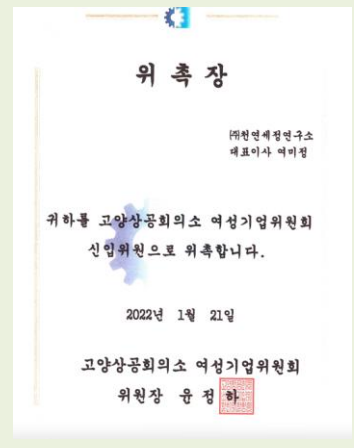 위 촉 장
㈜천연세정연구소
대표이사 여미정
귀하를 고양상공회의소 여성기업위원회
신입위원으로 위촉합니다.
2022년 1월 21일
고양상공회의소 여성기업위원회
위원장 윤 정 하